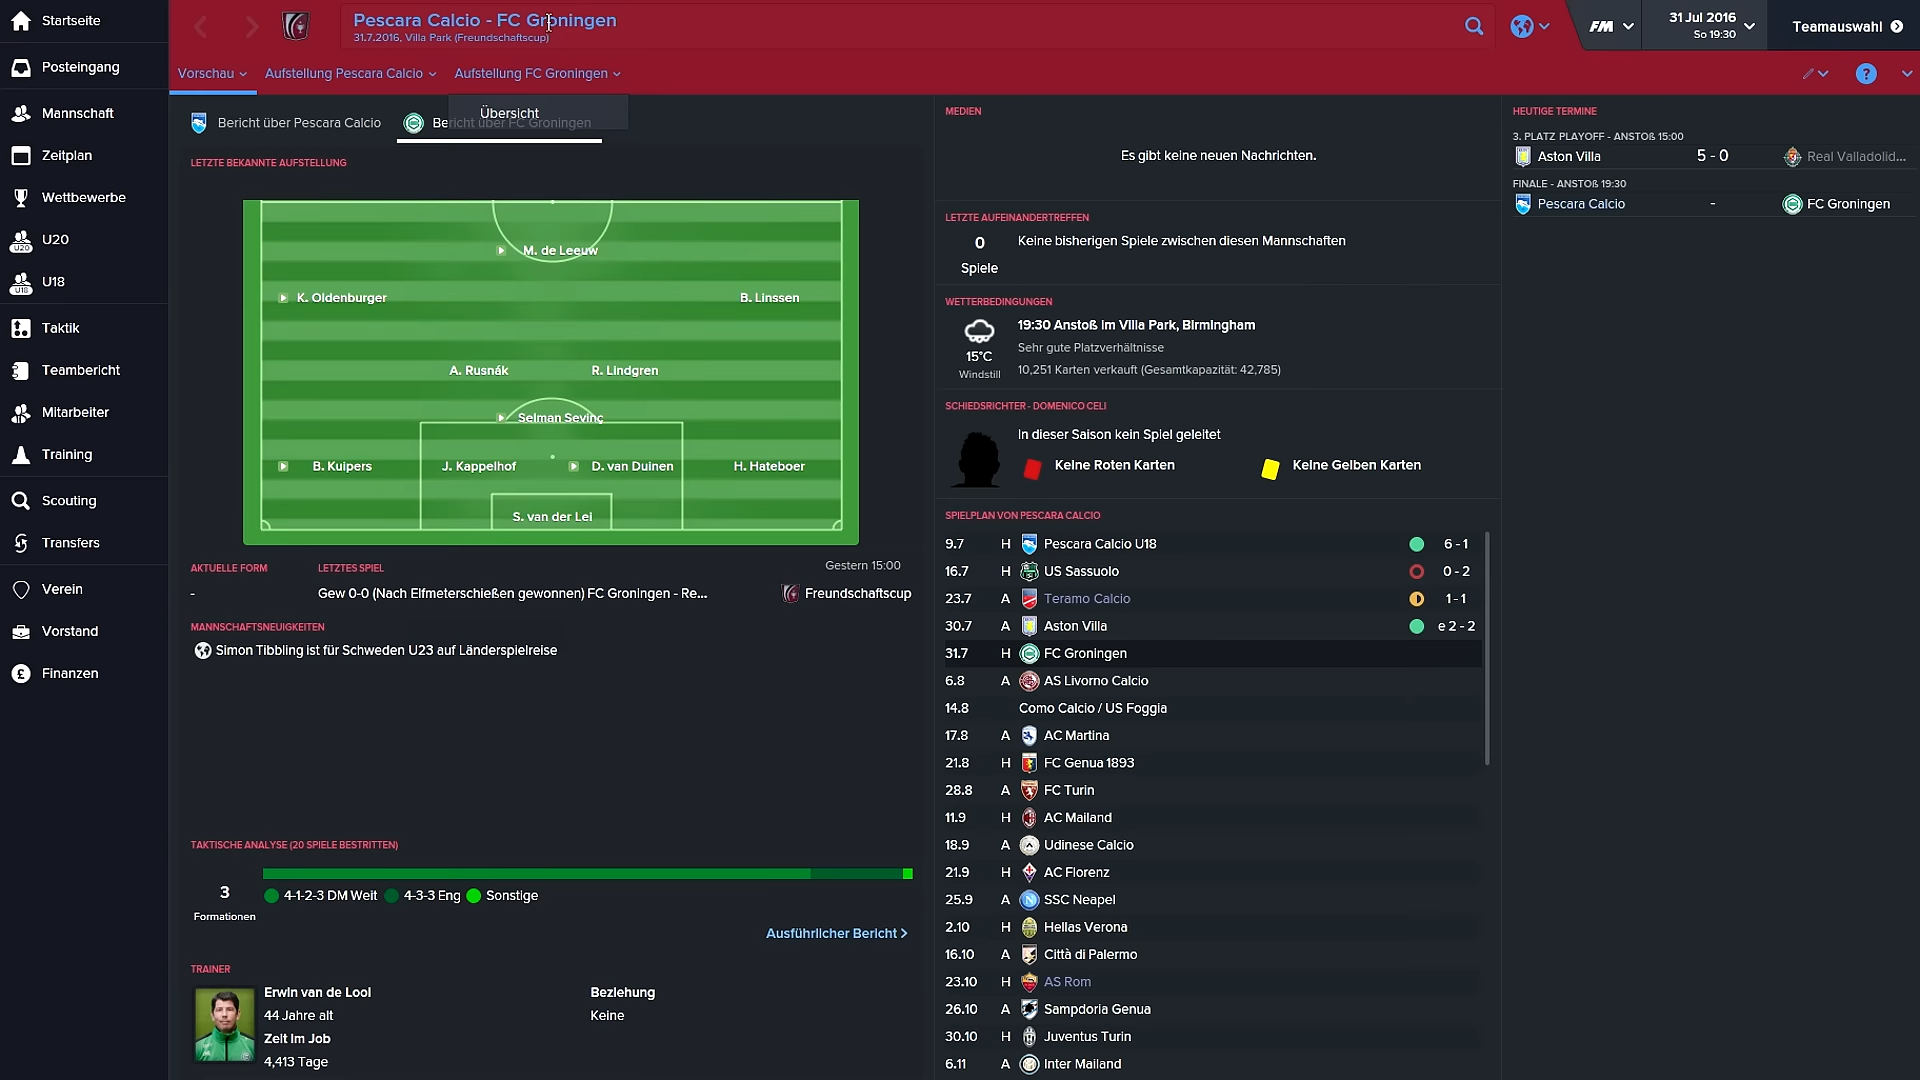 Startseite
Posteingang
Mannschaft
Zeitplan
Wettbewerbe
U20
U20
U18
U18
Taktik
Teambericht
Mitarbeiter
Training
Scouting
Transfers
Verein
Vorstand
Finanzen
Pescara Calcio - FC Groningen
31.7.2016, Villa Park (Freundschaftscup)
FM
31 Jul 2016
So 19:30
Teamauswahl
Vorschau
Aufstellung Pescara Calcio
Aufstellung FC Groningen
?
Übersicht
Bericht über Pescara Calcio
Bericht über FC Groningen
LETZTE BEKANNTE AUFSTELLUNG
M. de Leeuw
K. Oldenburger
B. Linssen
A. Rusnák
R. Lindgren
Selman Sevinç
B. Kuipers
J. Kappelhof
D. van Duinen
H. Hateboer
S. van der Lei
AKTUELLE FORM
LETZTES SPIEL
Gestern 15:00
-
Gew 0-0 (Nach Elfmeterschießen gewonnen) FC Groningen - Re...
Freundschaftscup
MANNSCHAFTSNEUIGKEITEN
Simon Tibbling ist für Schweden U23 auf Länderspielreise
TAKTISCHE ANALYSE (20 SPIELE BESTRITTEN)
3
Formationen
4-1-2-3 DM Weit
4-3-3 Eng
Sonstige
Ausführlicher Bericht
TRAINER
Erwin van de Looi
44 Jahre alt
Zeit im Job
4,413 Tage
Beziehung
Keine
MEDIEN
Es gibt keine neuen Nachrichten.
LETZTE AUFEINANDERTREFFEN
0
Spiele
Keine bisherigen Spiele zwischen diesen Mannschaften
WETTERBEDINGUNGEN
15°C
Windstill
19:30 Anstoß im Villa Park, Birmingham
Sehr gute Platzverhältnisse
10,251 Karten verkauft (Gesamtkapazität: 42,785)
SCHIEDSRICHTER - DOMENICO CELI
In dieser Saison kein Spiel geleitet
Keine Roten Karten
Keine Gelben Karten
SPIELPLAN VON PESCARA CALCIO
9.7 H Pescara Calcio U18 6 - 1
16.7 H US Sassuolo 0 - 2
23.7 A Teramo Calcio 1 - 1
30.7 A Aston Villa e 2 - 2
31.7 H FC Groningen
6.8 A AS Livorno Calcio
14.8 Como Calcio / US Foggia
17.8 A AC Martina
21.8 H FC Genua 1893
28.8 A FC Turin
11.9 H AC Mailand
18.9 A Udinese Calcio
21.9 H AC Florenz
25.9 A SSC Neapel
2.10 H Hellas Verona
16.10 A Città di Palermo
23.10 H AS Rom
26.10 A Sampdoria Genua
30.10 H Juventus Turin
6.11 A Inter Mailand
HEUTIGE TERMINE
3. PLATZ PLAYOFF - ANSTOß 15:00
Aston Villa 5 - 0 Real Valladolid...
FINALE - ANSTOß 19:30
Pescara Calcio - FC Groningen